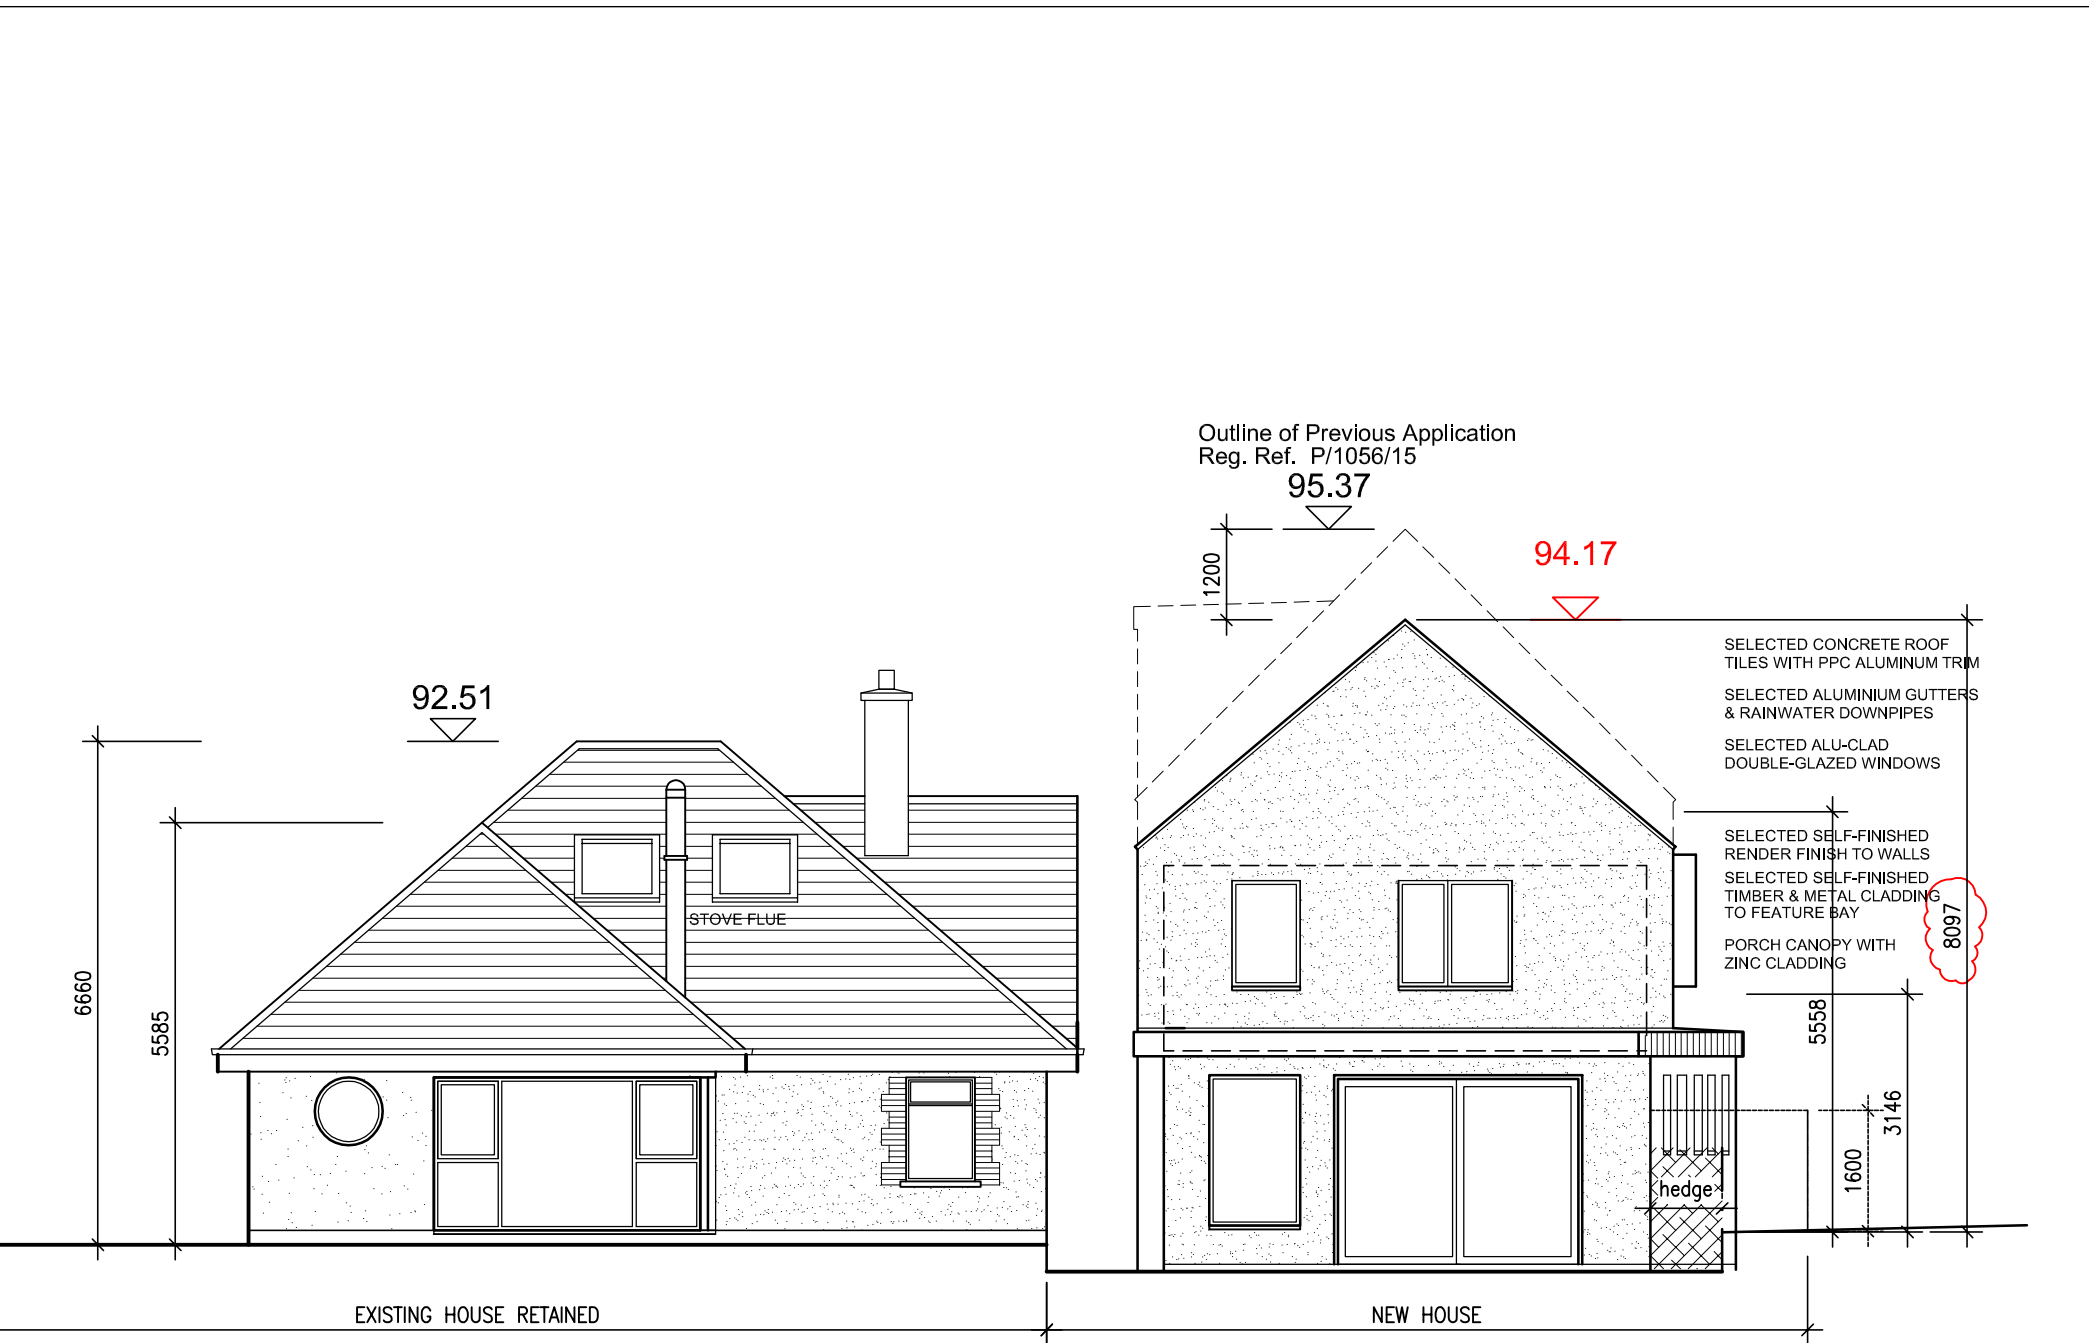 Outline of Previous Application
Reg. Ref. P/1056/15
95.37
1200
94.17
92.51
SELECTED CONCRETE ROOF
TILES WITH PPC ALUMINUM TRIM
SELECTED ALUMINIUM GUTTERS
& RAINWATER DOWNPIPES
SELECTED ALU-CLAD
DOUBLE-GLAZED WINDOWS
SELECTED SELF-FINISHED
RENDER FINISH TO WALLS
SELECTED SELF-FINISHED
TIMBER & METAL CLADDING
TO FEATURE BAY
PORCH CANOPY WITH
ZINC CLADDING
8097
STOVE FLUE
6660
5585
5558
3146
1600
hedge
EXISTING HOUSE RETAINED
NEW HOUSE